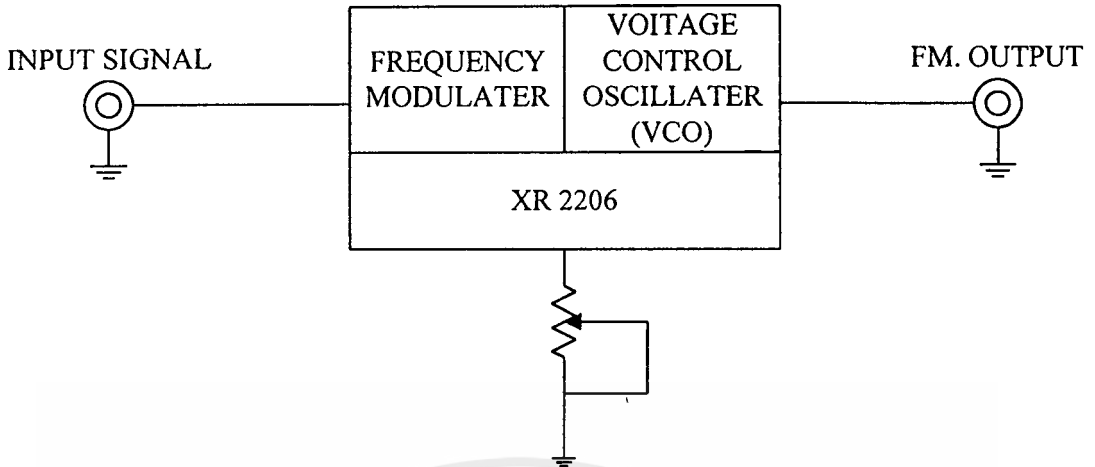 INPUT SIGNAL
FREQUENCY
MODULATER
VOITAGE
CONTROL
OSCILLATER
(VCO)
FM. OUTPUT
XR 2206